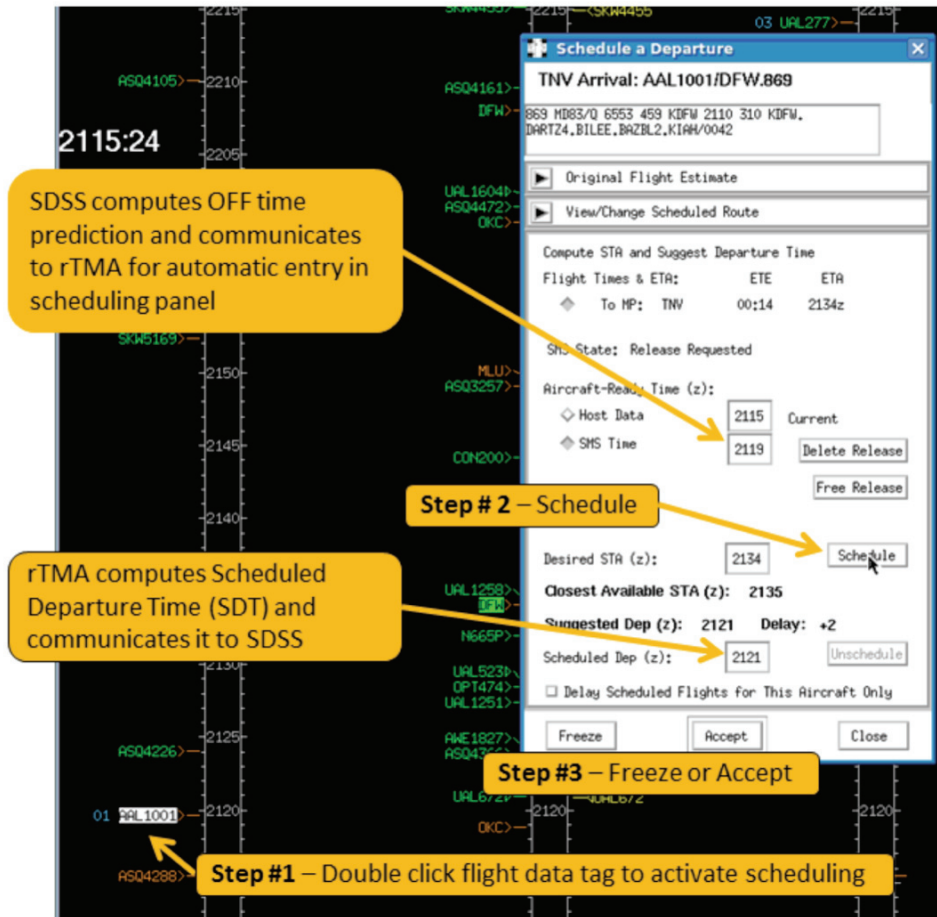 2215
SKW4455>
2215
<SKW4455
03 UAL277>
2215
Schedule a Departure
TNV Arrival: AAL1001/DFW.869
869 MD83/Q 6553 459 KDFW 2110 310 KDFW.
DARTZ4.BILEE.BAZBL2.KIAH/0042
ASQ4105>
2210
ASQ4161>
DFW>
2115:24
2205
Original Flight Estimate
View/Change Scheduled Route
UAL1604>
ASQ4472>
OKC>
SDSS computes OFF time
prediction and communicates
to rTMA for automatic entry in
scheduling panel
Compute STA and Suggest Departure Time
Flight Times & ETA: ETE ETA
To MP: TNV 00:14 2134z
SMS State: Release Requested
SKW5169>
2150
MLU>
ASQ3257>
Aircraft-Ready Time (z):
Host Data 2115 Current
SMS Time 2119 Delete Release
Free Release
2145
CON200>
Step # 2 – Schedule
2140
Desired STA (z): 2134 Schedule
Closest Available STA (z): 2135
Suggested Dep (z): 2121 Delay: +2
Scheduled Dep (z): 2121 Unschedule
Delay Scheduled Flights for This Aircraft Only
Freeze Accept Close
rTMA computes Scheduled
Departure Time (SDT) and
communicates it to SDSS
UAL1258>
DFW>
N665P>
2130
UAL523>
OPT474>
UAL1251>
2125
ASQ4226>
AWE1827>
Step #3 – Freeze or Accept
UAL672>
<UAL672
01 AAL1001>
2120
2120
2120
OKC>
Step #1 – Double click flight data tag to activate scheduling
ASQ4288>